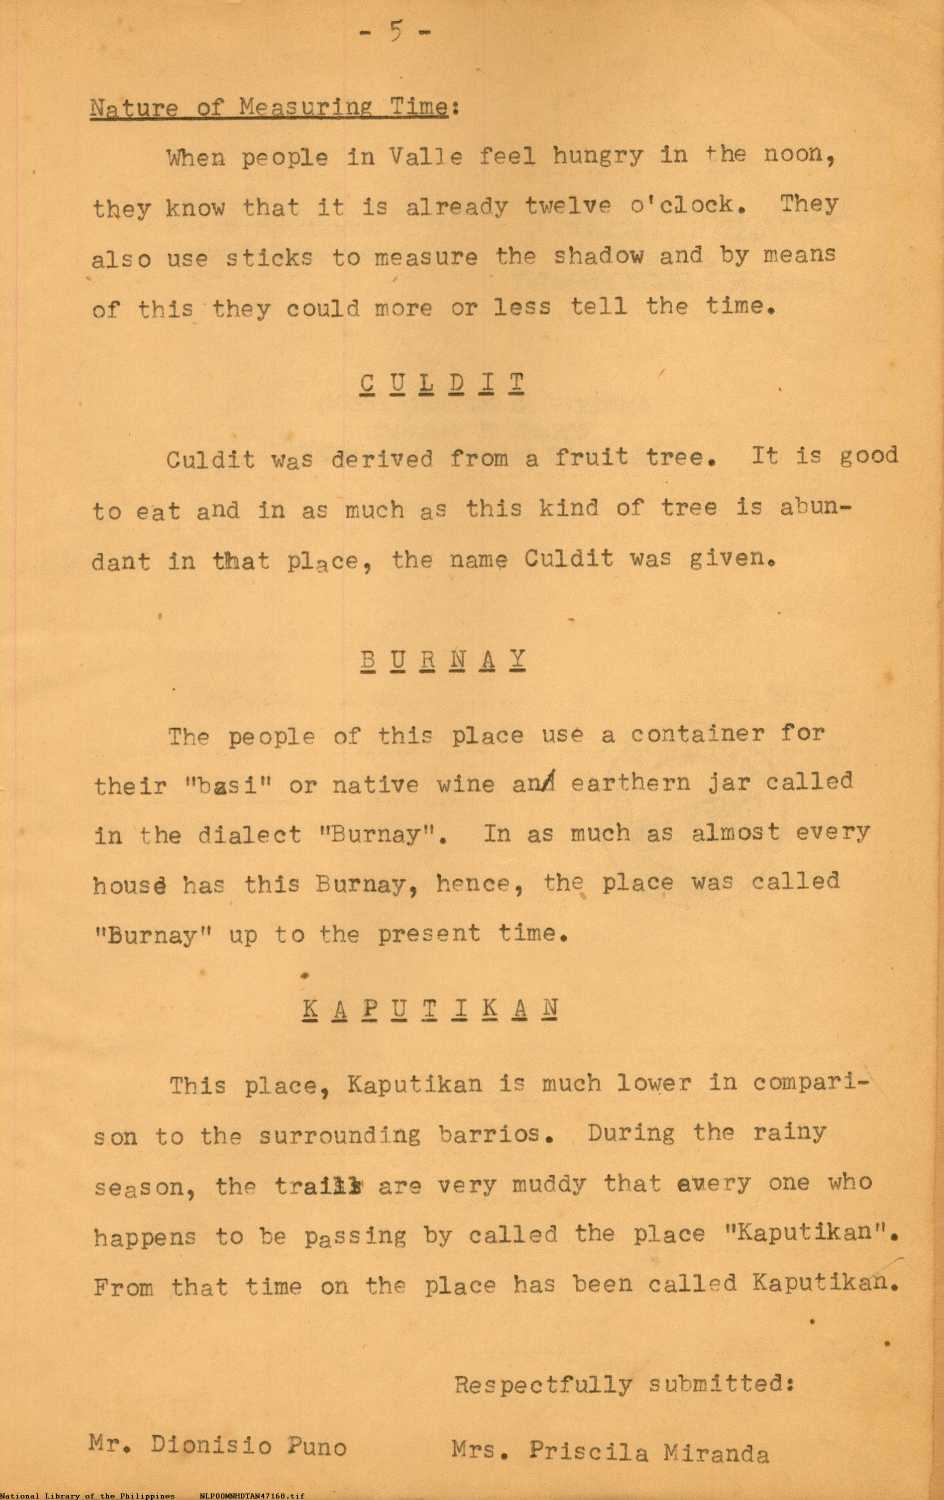 - 5 -
Nature of Measuring Time:
When people in Valle feel hungry in the noon,
they know that it is already twelve o'clock. They
also use sticks to measure the shadow and by means
of this they could more or less tell the time.
C U L D I T
Culdit was derived from a fruit tree. It is good
to eat and in as much as this kind of tree is abun-
dant in that place, the name Culdit was given.
B U R N A Y
The people of this place use a container for
their "basi" or native wine and earthern jar called
in the dialect "Burnay". In as much as almost every
house has this Burnay, hence, the place was called
"Burnay" up to the present time.
K A P U T I K A N
This place, Kaputikan is much lower in compari-
son to the surrounding barrios. During the rainy
season, the trails are very muddy that every one who
happens to be passing by called the place "Kaputikan".
From that time on the place has been called Kaputikan.
Respectfully submitted:
Mr. Dionisio Puno Mrs. Priscila Miranda
National Library of the Philippines NLPOOMNHDTAN47160.tif